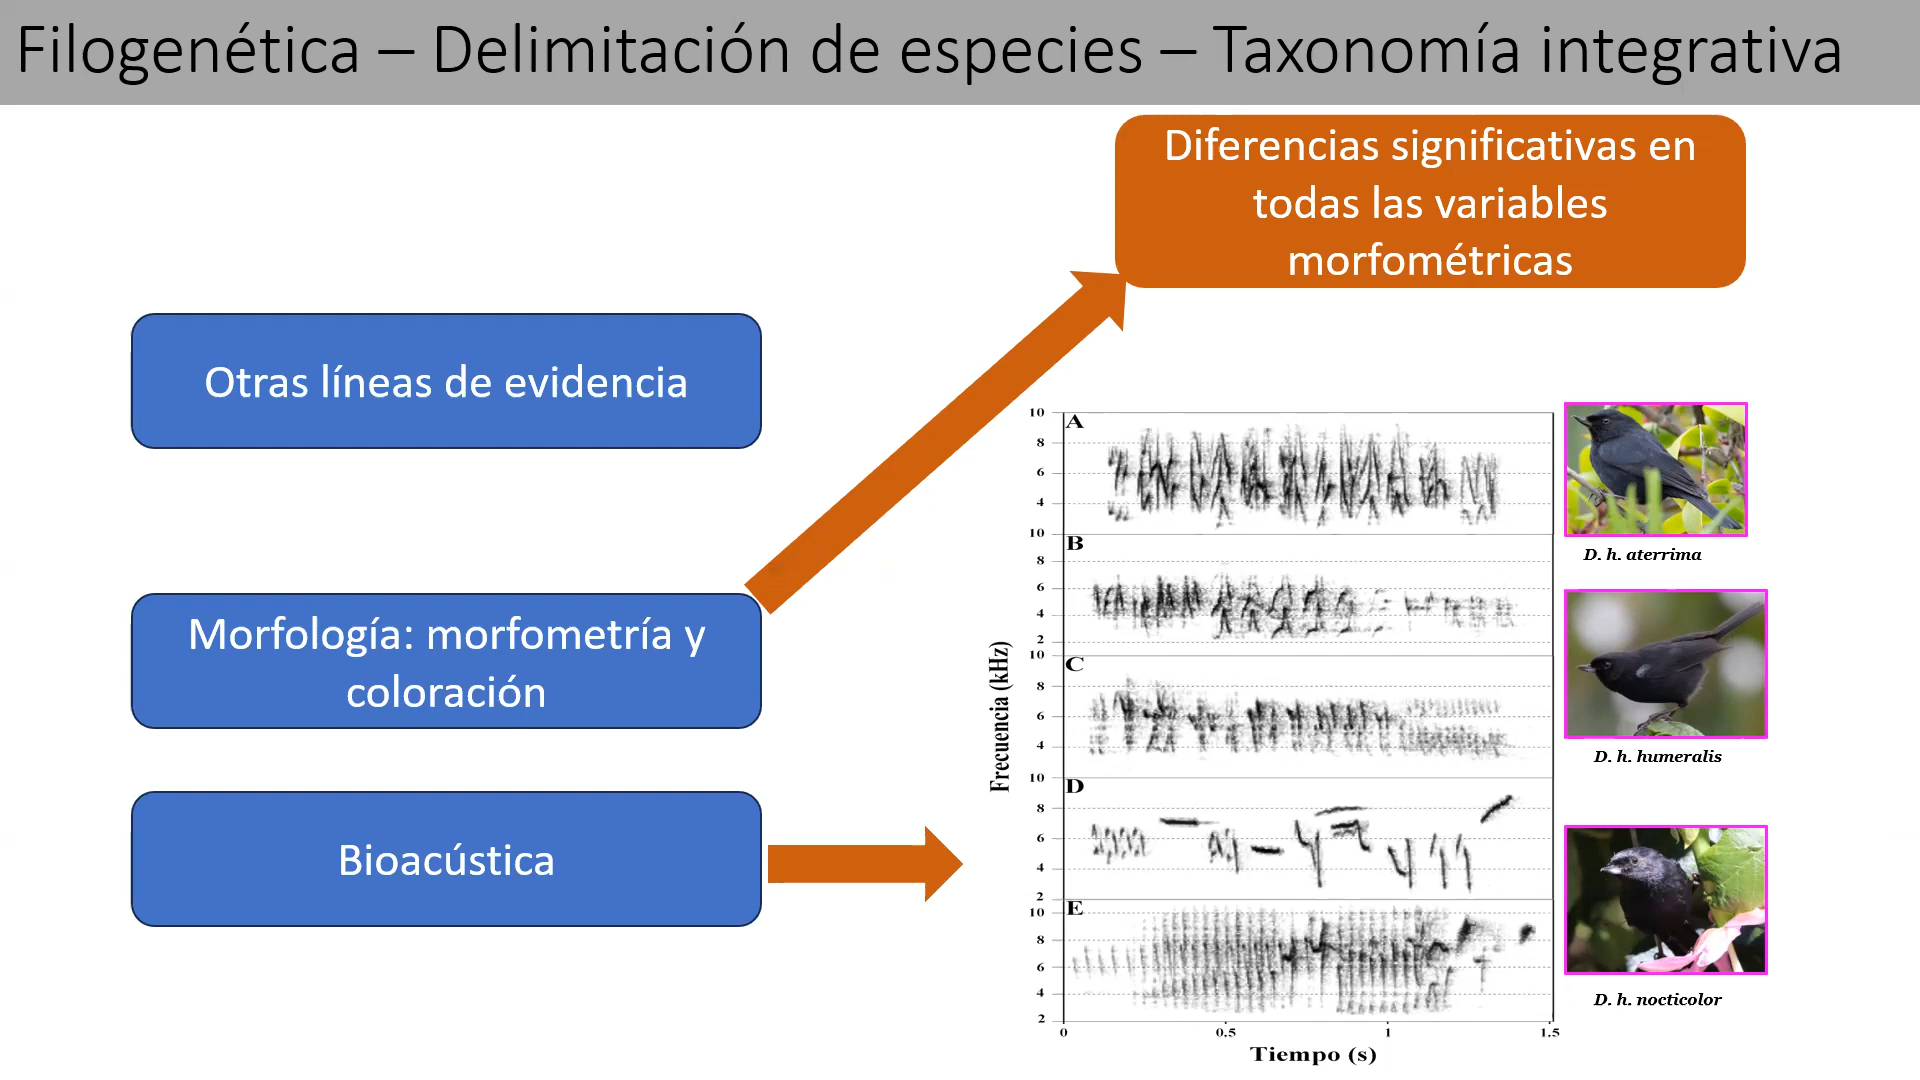 Filogenética – Delimitación de especies – Taxonomía integrativa
Diferencias significativas en
todas las variables
morfométricas
Otras líneas de evidencia
Morfología: morfometría y
coloración
Bioacústica
Frecuencia (kHz)
10
A
8
6
4
10
B
8
6
4
2
10
C
8
6
4
10
D
8
6
4
2
10
E
8
6
4
2
0
0.5
1
1.5
Tiempo (s)
D. h. aterrima
D. h. humeralis
D. h. nocticolor